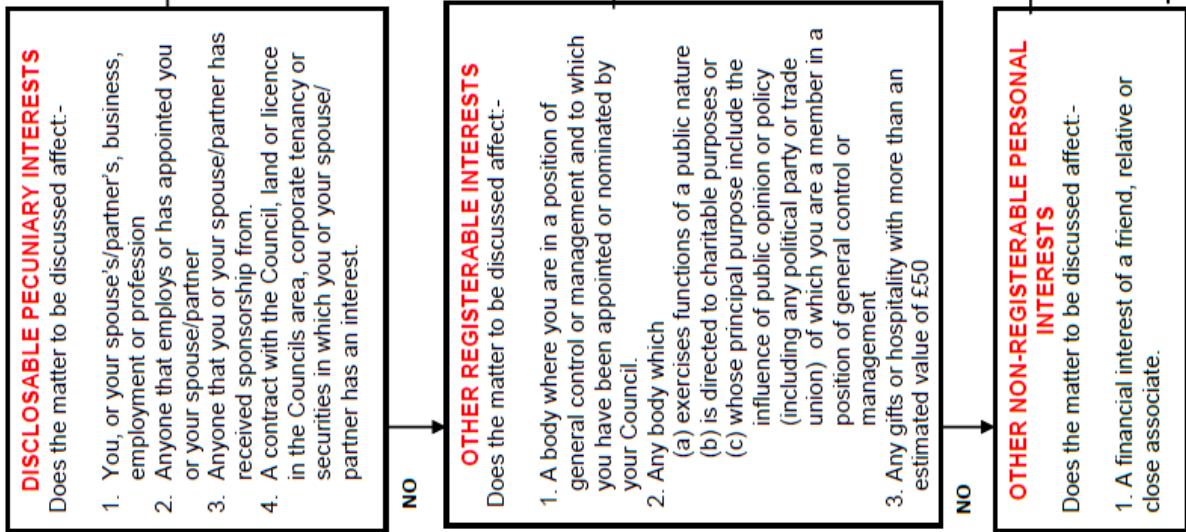 DISCLOSABLE PECUNIARY INTERESTS
Does the matter to be discussed affect:-
1. You, or your spouse's/partner's, business,
employment or profession
2. Anyone that employs or has appointed you
or your spouse/partner
3. Anyone that you or your spouse/partner has
received sponsorship from.
4. A contract with the Council, land or licence
in the Councils area, corporate tenancy or
securities in which you or your spouse/
partner has an interest.
NO
OTHER REGISTERABLE INTERESTS
Does the matter to be discussed affect:-
1. A body where you are in a position of
general control or management and to which
you have been appointed or nominated by
your Council.
2. Any body which
(a) exercises functions of a public nature
(b) is directed to charitable purposes or
(c) whose principal purpose include the
influence of public opinion or policy
(including any political party or trade
union) of which you are a member in a
position of general control or
management
3. Any gifts or hospitality with more than an
estimated value of £50
NO
OTHER NON-REGISTERABLE PERSONAL
INTERESTS
Does the matter to be discussed affect:-
1. A financial interest of a friend, relative or
close associate.